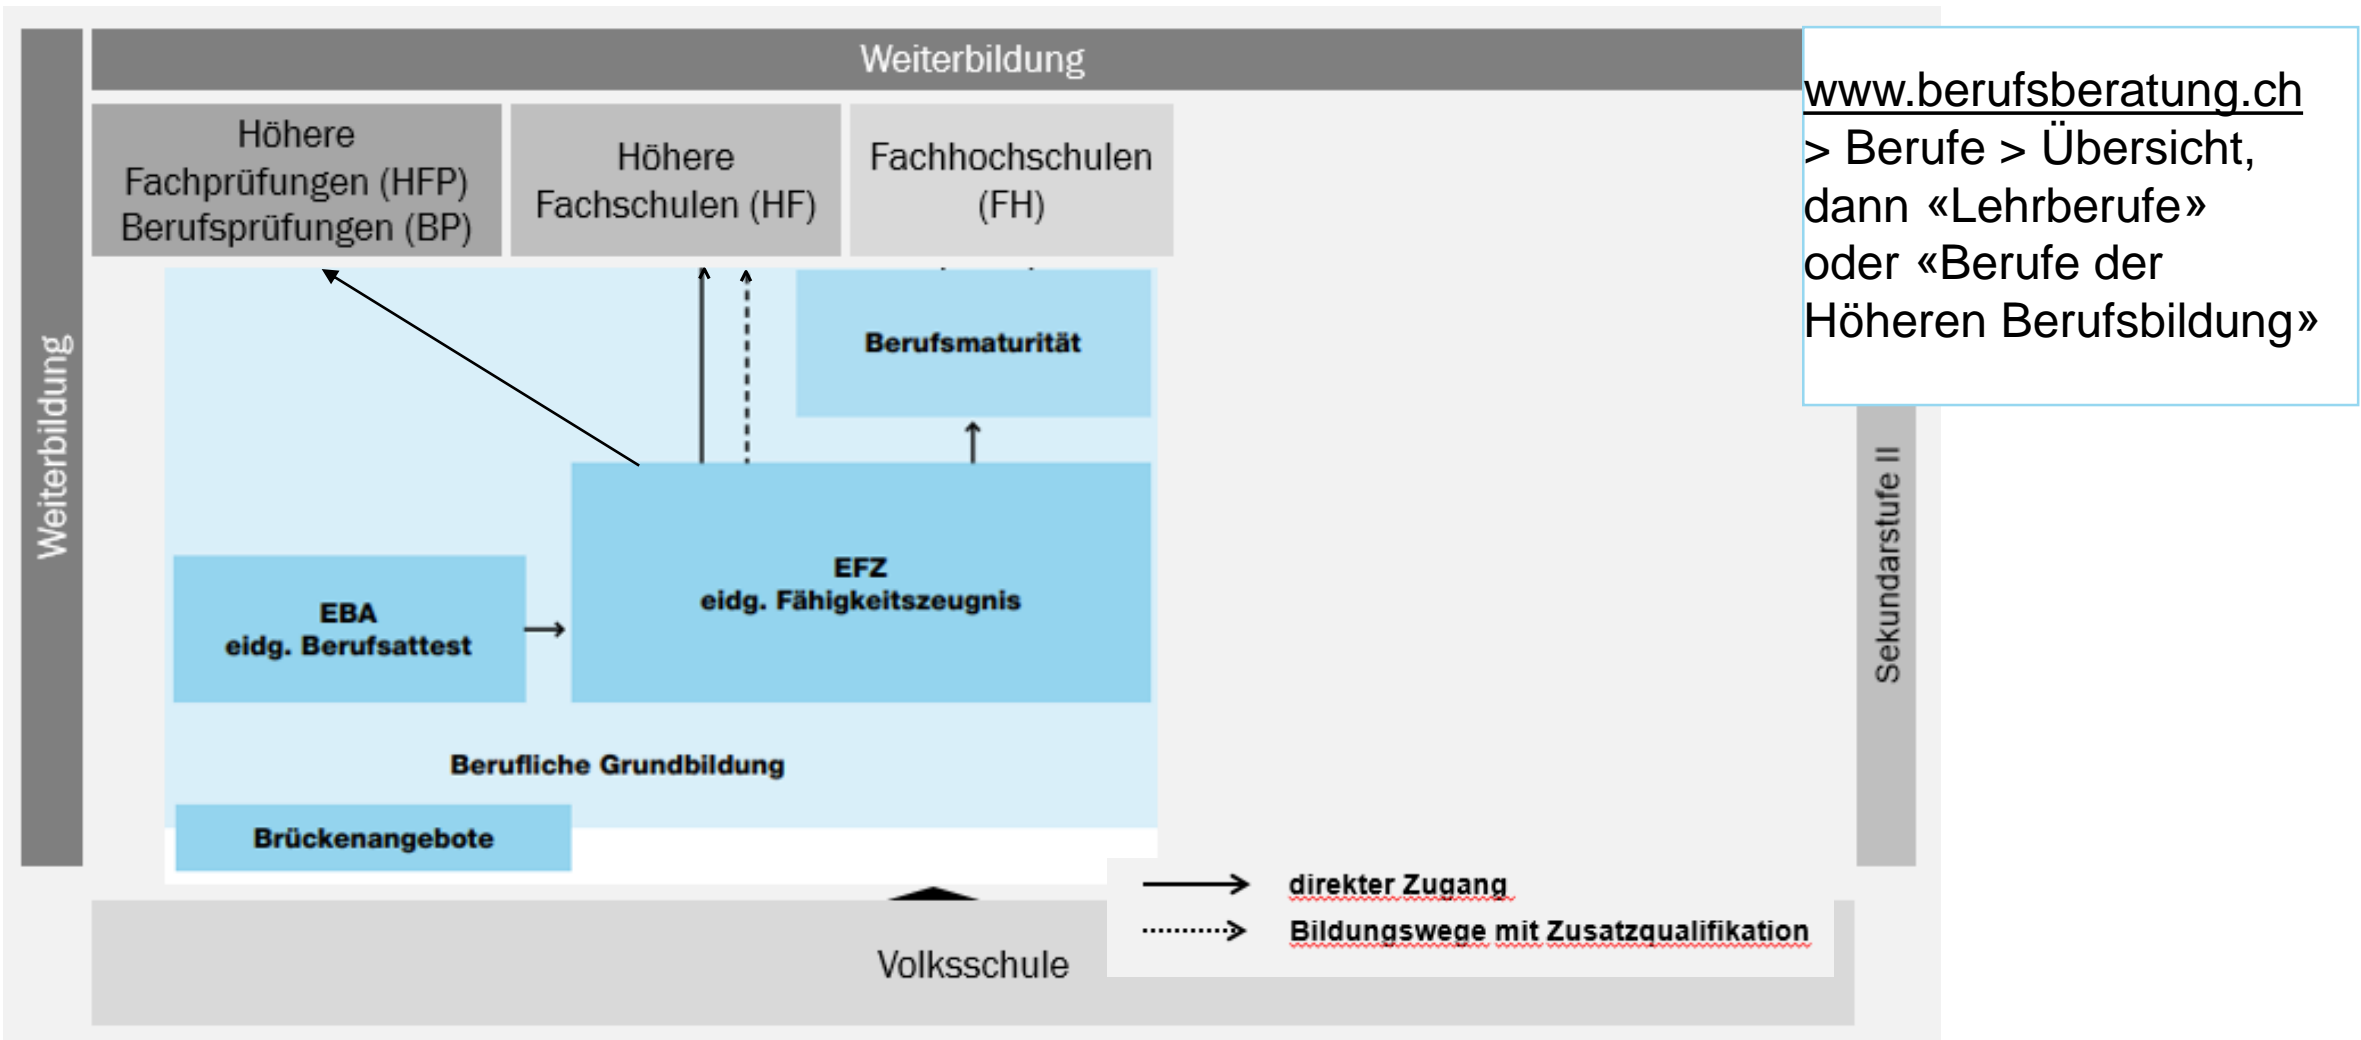 Weiterbildung
Höhere
Fachprüfungen (HFP)
Berufsprüfungen (BP)
Höhere
Fachschulen (HF)
Fachhochschulen
(FH)
www.berufsberatung.ch
> Berufe > Übersicht,
dann «Lehrberufe»
oder «Berufe der
Höheren Berufsbildung»
Weiterbildung
Berufsmaturität
EFZ
eidg. Fähigkeitszeugnis
EBA
eidg. Berufsattest
Sekundarstufe II
Berufliche Grundbildung
Brückenangebote
direkter Zugang
Bildungswege mit Zusatzqualifikation
Volksschule